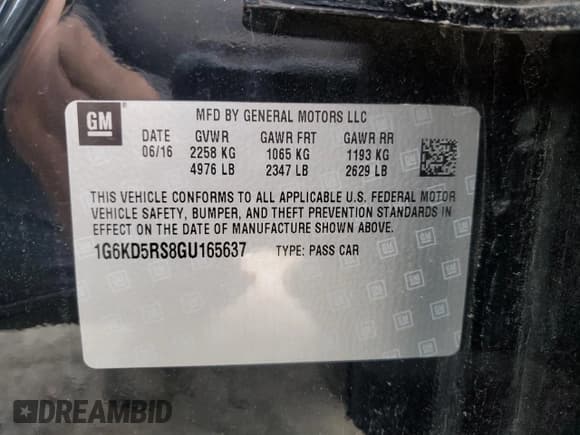 GM
MFD BY GENERAL MOTORS LLC
DATE GVWR GAWR FRT GAWR RR
06/16 2258 KG 1065 KG 1193 KG
4976 LB 2347 LB 2629 LB
THIS VEHICLE CONFORMS TO ALL APPLICABLE U.S. FEDERAL MOTOR
VEHICLE SAFETY, BUMPER, AND THEFT PREVENTION STANDARDS IN
EFFECT ON THE DATE OF MANUFACTURE SHOWN ABOVE.
1G6KD5RS8GU165637 TYPE: PASS CAR
DREAMBID